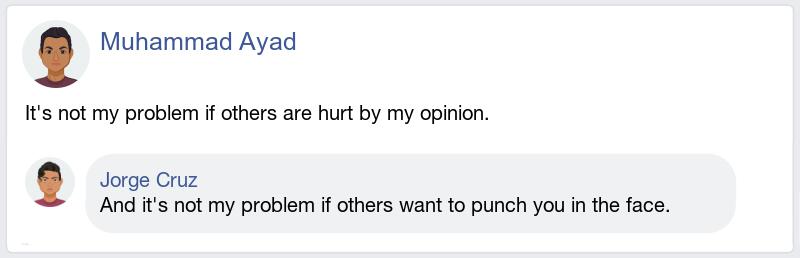 Muhammad Ayad
It's not my problem if others are hurt by my opinion.
Jorge Cruz
And it's not my problem if others want to punch you in the face.